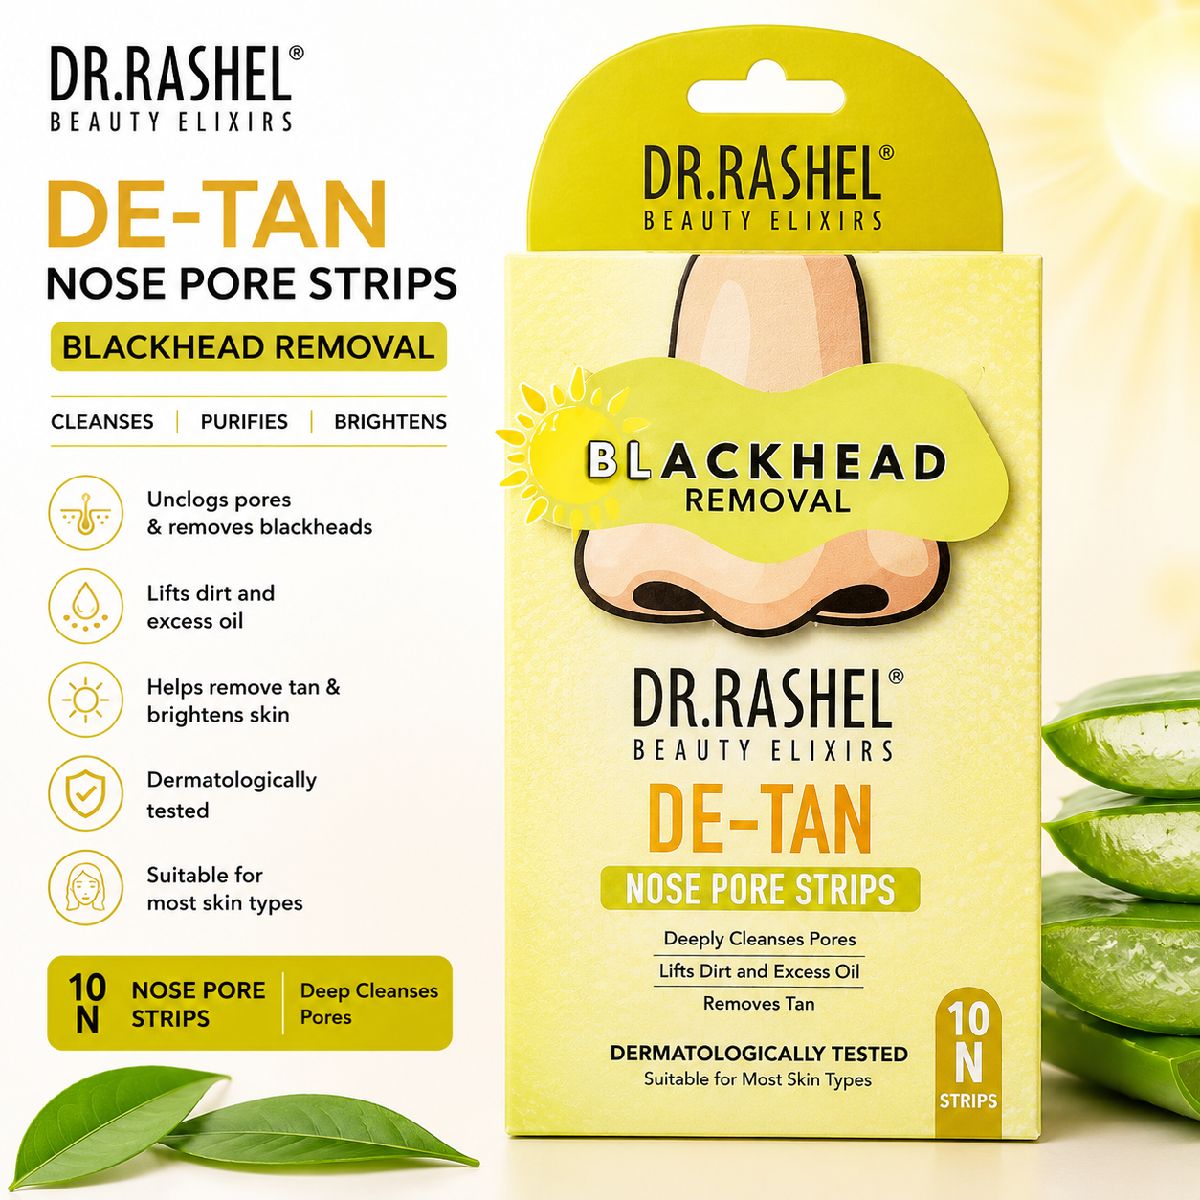 DR.RASHEL®
BEAUTY ELIXIRS
DE-TAN
NOSE PORE STRIPS
BLACKHEAD REMOVAL
CLEANSES | PURIFIES | BRIGHTENS
Unclogs pores
& removes blackheads
Lifts dirt and
excess oil
Helps remove tan &
brightens skin
Dermatologically
tested
Suitable for
most skin types
10
N
NOSE PORE
STRIPS
Deep Cleanses
Pores
DR.RASHEL®
BEAUTY ELIXIRS
BLACKHEAD
REMOVAL
DR.RASHEL®
BEAUTY ELIXIRS
DE-TAN
NOSE PORE STRIPS
Deeply Cleanses Pores
Lifts Dirt and Excess Oil
Removes Tan
DERMATOLOGICALLY TESTED
Suitable for Most Skin Types
10
N
STRIPS